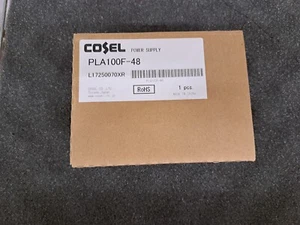 COSEL POWER SUPPLY
PLA100F-48
L17250070XR
RoHS
1 pcs.